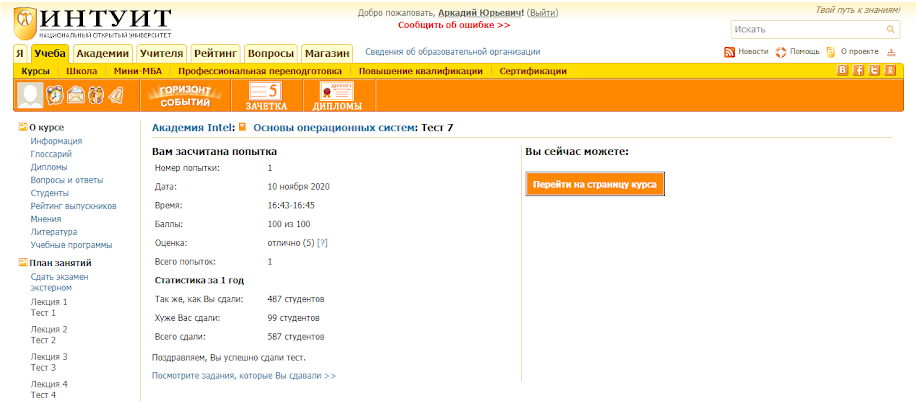 ИНТУИТ
НАЦИОНАЛЬНЫЙ ОТКРЫТЫЙ УНИВЕРСИТЕТ
Добро пожаловать, Аркадий Юрьевич! (Выйти)
Сообщить об ошибке >>
Твой путь к знаниям!
Искать
Я Учеба Академии Учителя Рейтинг Вопросы Магазин
Сведения об образовательной организации
Новости Помощь О проекте
Курсы Школа Мини-МБА Профессиональная переподготовка Повышение квалификации Сертификации
ГОРИЗОНТ
СОБЫТИЙ
5
ЗАЧЕТКА
ДИПЛОМЫ
О курсе
Информация
Глоссарий
Дипломы
Вопросы и ответы
Студенты
Рейтинг выпускников
Мнения
Литература
Учебные программы
План занятий
Сдать экзамен
экстерном
Лекция 1
Тест 1
Лекция 2
Тест 2
Лекция 3
Тест 3
Лекция 4
Тест 4
Академия Intel: Основы операционных систем: Тест 7
Вам засчитана попытка
Номер попытки: 1
Дата: 10 ноября 2020
Время: 16:43-16:45
Баллы: 100 из 100
Оценка: отлично (5) [?]
Всего попыток: 1
Статистика за 1 год
Так же, как Вы сдали: 487 студентов
Хуже Вас сдали: 99 студентов
Всего сдали: 587 студентов
Поздравляем, Вы успешно сдали тест.
Посмотрите задания, которые Вы сдавали >>
Вы сейчас можете:
Перейти на страницу курса